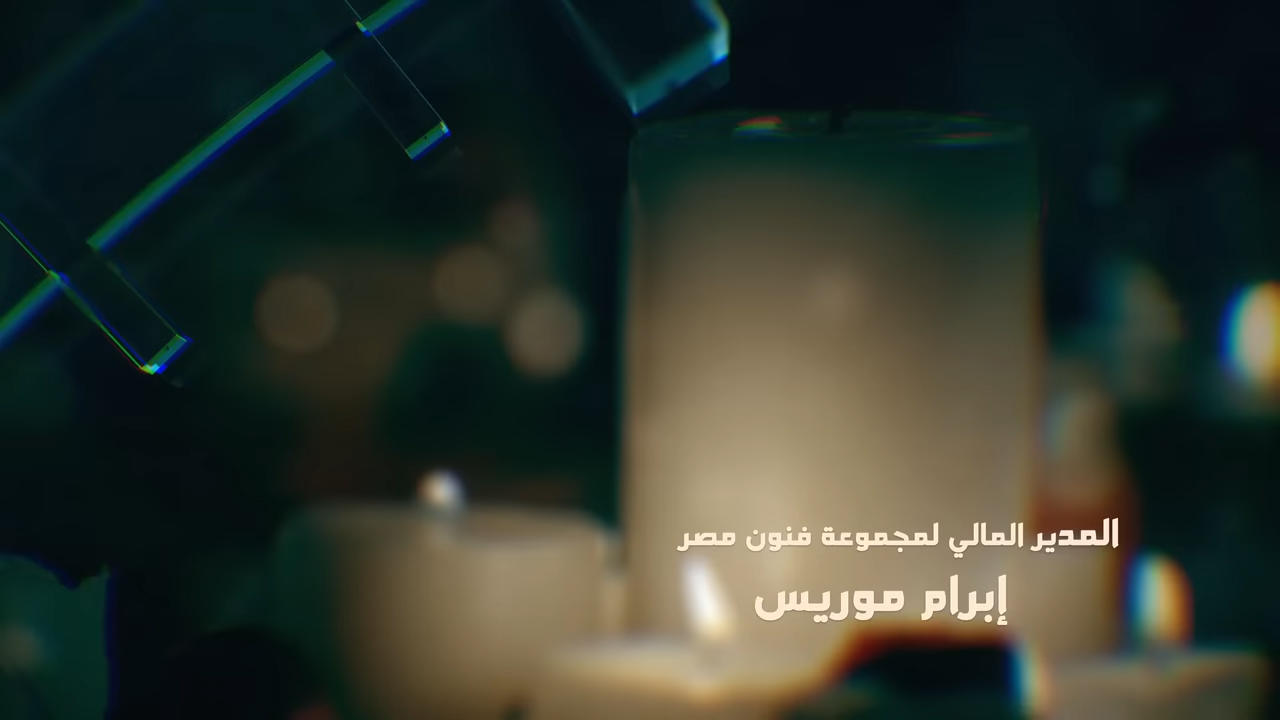 المدير المالي لمجموعة فنون مصر
إبرام موريس